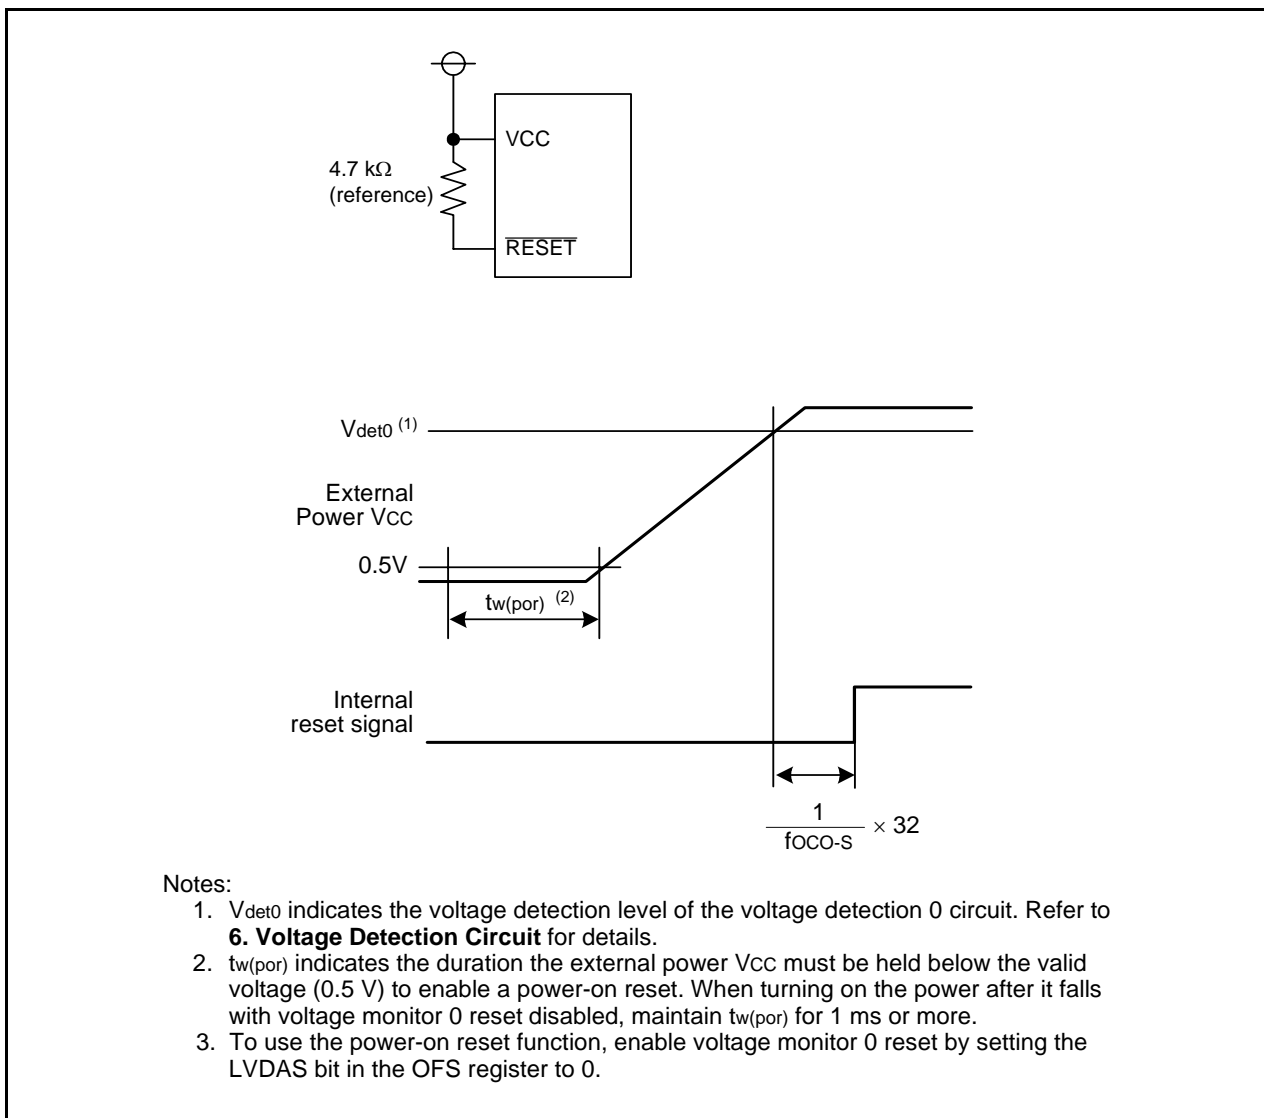 VCC
4.7 kΩ
(reference)
RESET
Vdet0 (1)
External
Power VCC
0.5V
tw(por) (2)
Internal
reset signal
1
fOCO-S
× 32
Notes:
1. Vdet0 indicates the voltage detection level of the voltage detection 0 circuit. Refer to
6. Voltage Detection Circuit for details.
2. tw(por) indicates the duration the external power VCC must be held below the valid
voltage (0.5 V) to enable a power-on reset. When turning on the power after it falls
with voltage monitor 0 reset disabled, maintain tw(por) for 1 ms or more.
3. To use the power-on reset function, enable voltage monitor 0 reset by setting the
LVDAS bit in the OFS register to 0.